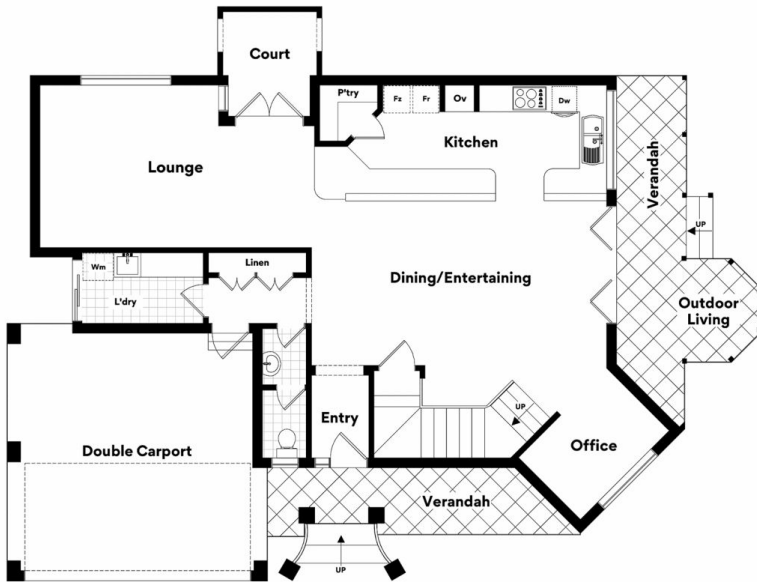 Court
P'try
Fz
Fr
Ov
Dw
Kitchen
Lounge
Verandah
UP
Linen
Wm
L'dry
Dining/Entertaining
Outdoor
Living
Entry
UP
Double Carport
Office
Verandah
UP